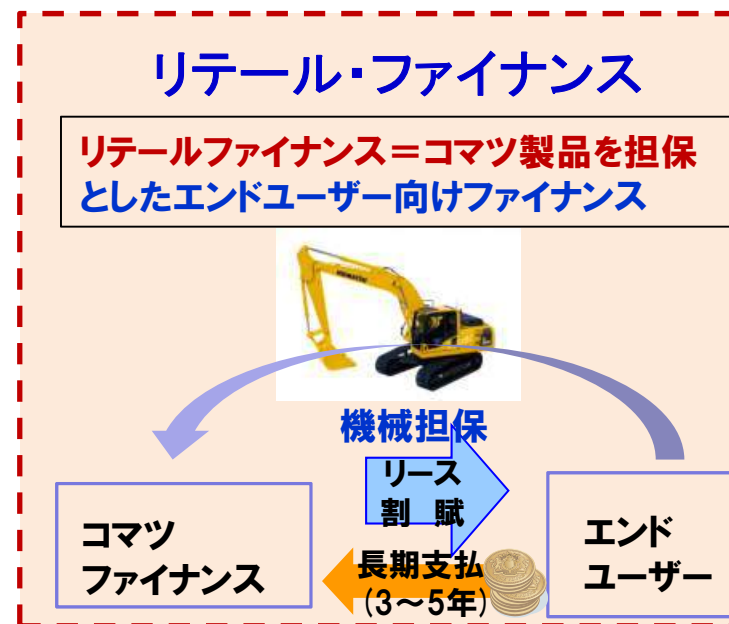 リテール・ファイナンス
リテールファイナンス＝コマツ製品を担保
としたエンドユーザー向けファイナンス
KOMATSU
機械担保
リース
割　賦
コマツ
ファイナンス
長期支払
(3～5年)
エンド
ユーザー